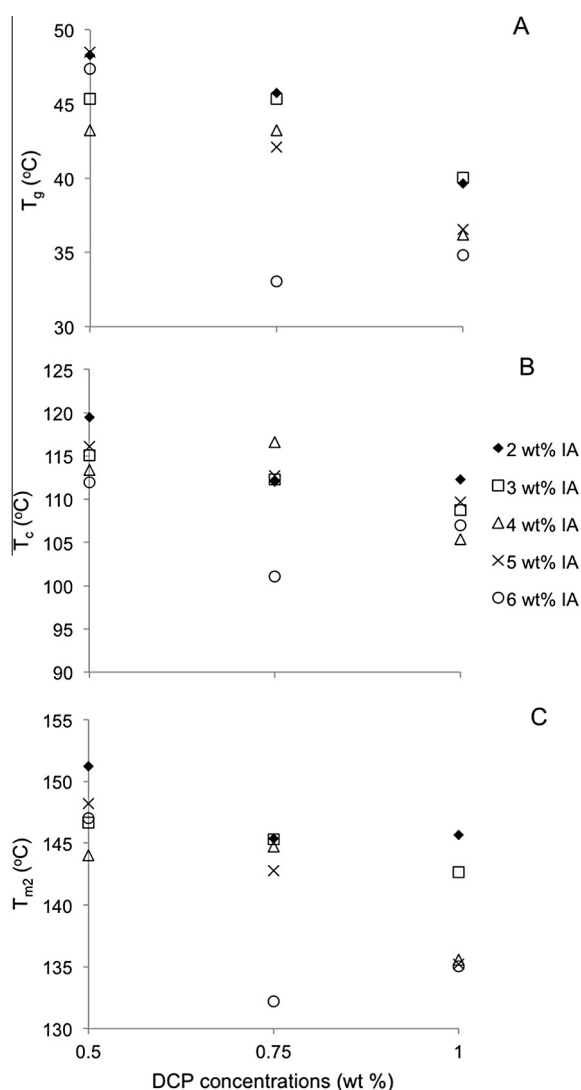 A
50
45
40
35
30
Tg (oC)
B
125
120
115
110
105
100
95
90
Tc (oC)
2 wt% IA
3 wt% IA
4 wt% IA
5 wt% IA
6 wt% IA
C
155
150
145
140
135
130
Tm2 (oC)
0.5 0.75 1
DCP concentrations (wt %)